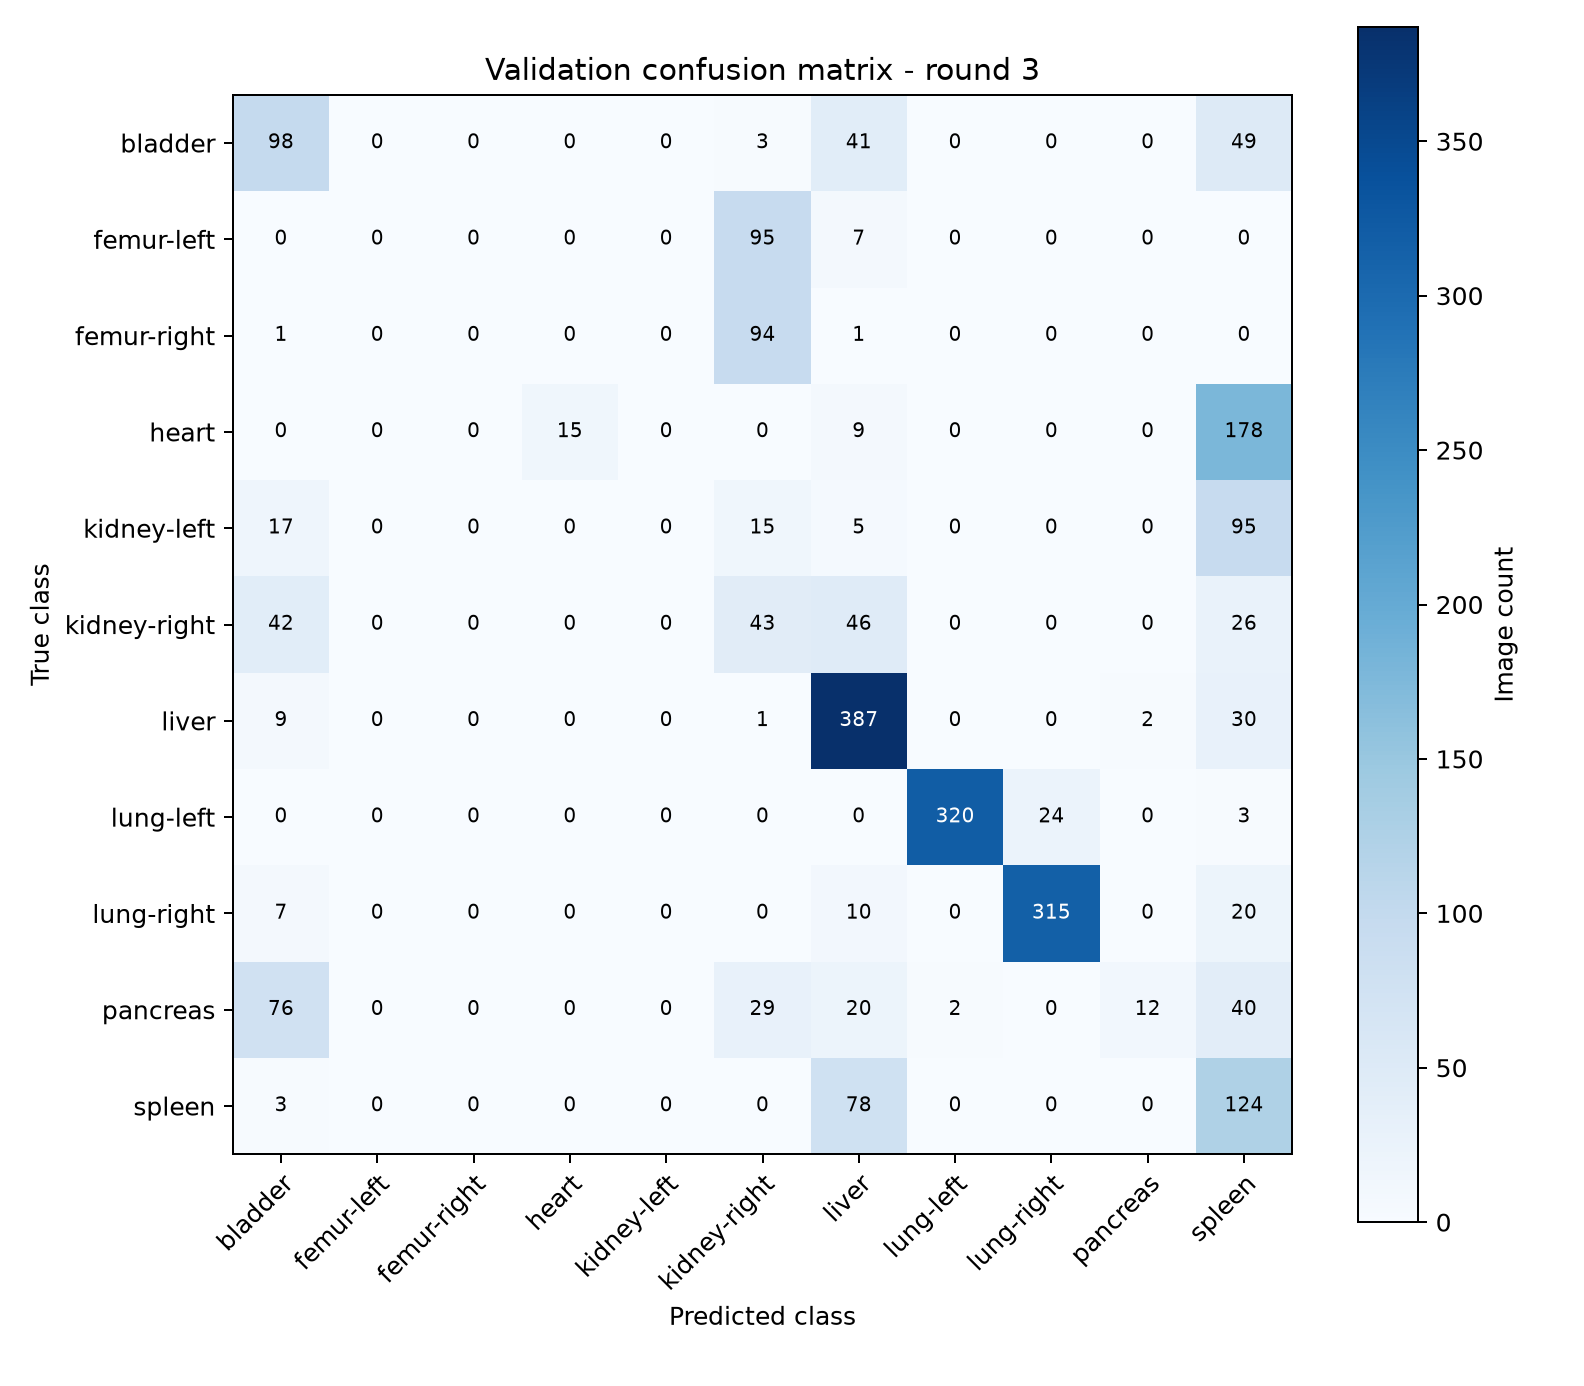 Validation confusion matrix - round 3
True class
bladder 98 0 0 0 0 3 41 0 0 0 49
femur-left 0 0 0 0 0 95 7 0 0 0 0
femur-right 1 0 0 0 0 94 1 0 0 0 0
heart 0 0 0 15 0 0 9 0 0 0 178
kidney-left 17 0 0 0 0 15 5 0 0 0 95
kidney-right 42 0 0 0 0 43 46 0 0 0 26
liver 9 0 0 0 0 1 387 0 0 2 30
lung-left 0 0 0 0 0 0 0 320 24 0 3
lung-right 7 0 0 0 0 0 10 0 315 0 20
pancreas 76 0 0 0 0 29 20 2 0 12 40
spleen 3 0 0 0 0 0 78 0 0 0 124
bladder femur-left femur-right heart kidney-left kidney-right liver lung-left lung-right pancreas spleen
Predicted class
350
300
250
200
150
100
50
0
Image count